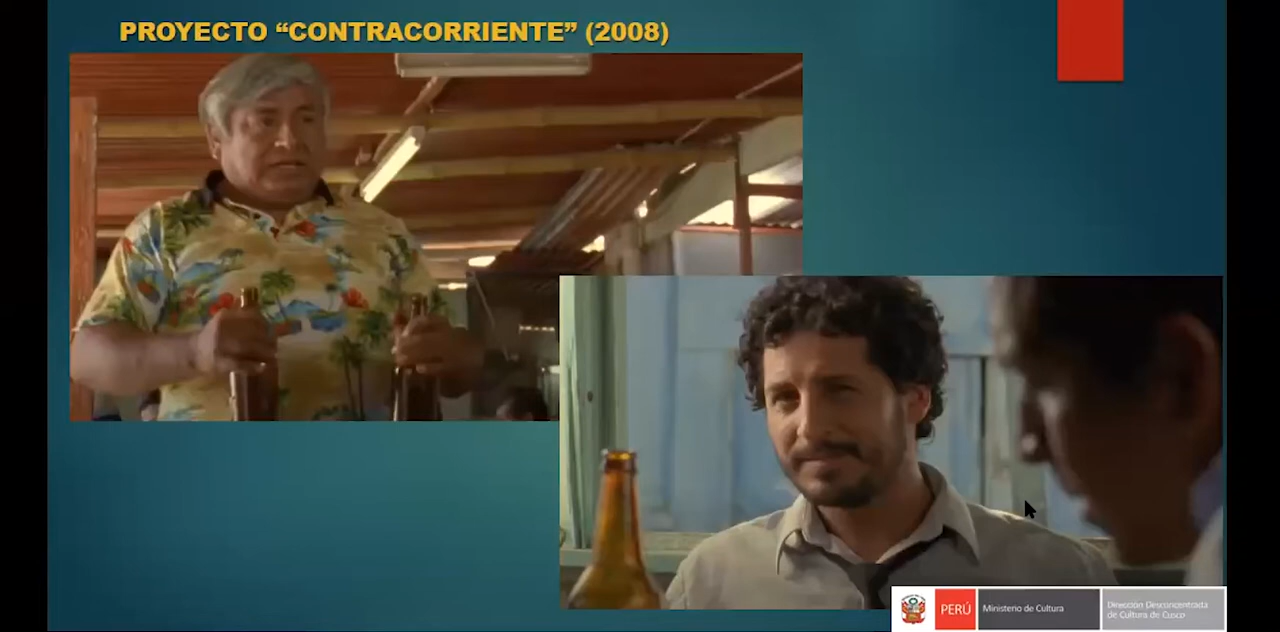 PROYECTO “CONTRACORRIENTE” (2008)
PERÚ
Ministerio de Cultura
Dirección Desconcentrada
de Cultura de Cusco